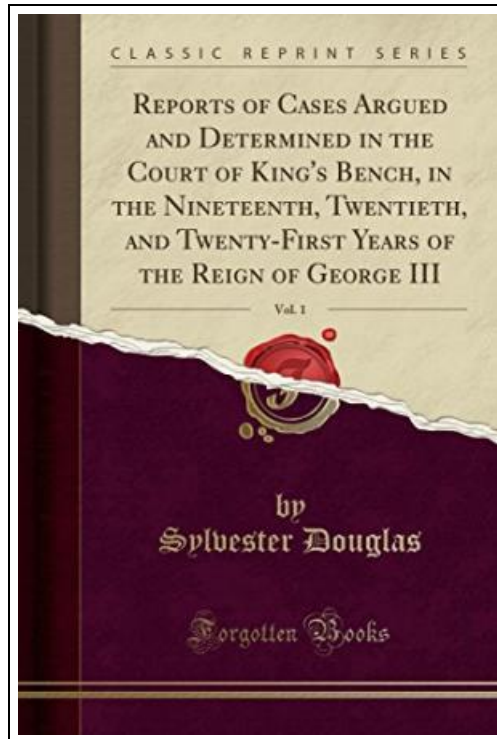 CLASSIC REPRINT SERIES
REPORTS OF CASES ARGUED
AND DETERMINED IN THE
COURT OF KING'S BENCH, IN
THE NINETEENTH, TWENTIETH,
AND TWENTY-FIRST YEARS OF
THE REIGN OF GEORGE III
Vol. 1
by
Sylvester Douglas
Forgotten Books